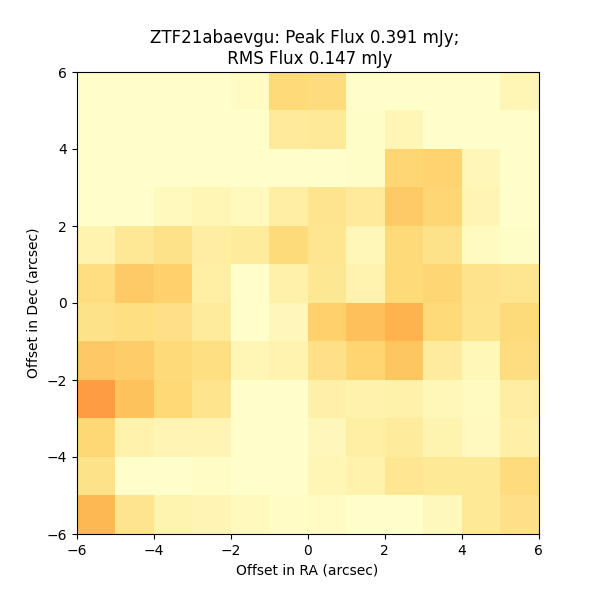 ZTF21abaevgu: Peak Flux 0.391 mJy;
RMS Flux 0.147 mJy
6
4
2
0
−2
−4
−6
Offset in Dec (arcsec)
−6 −4 −2 0 2 4 6
Offset in RA (arcsec)